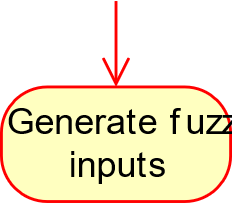 Generate fuzz
inputs